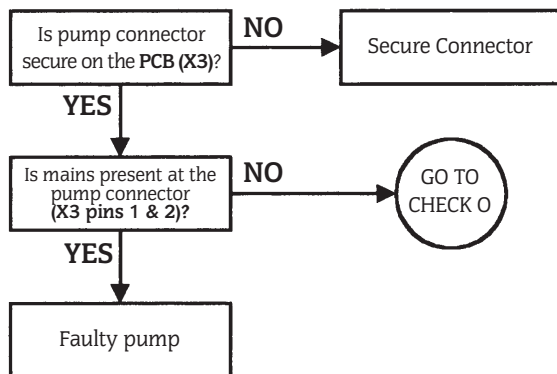 Is pump connector
secure on the PCB (X3)?
NO
Secure Connector
YES
Is mains present at the
pump connector
(X3 pins 1 & 2)?
NO
GO TO
CHECK O
YES
Faulty pump